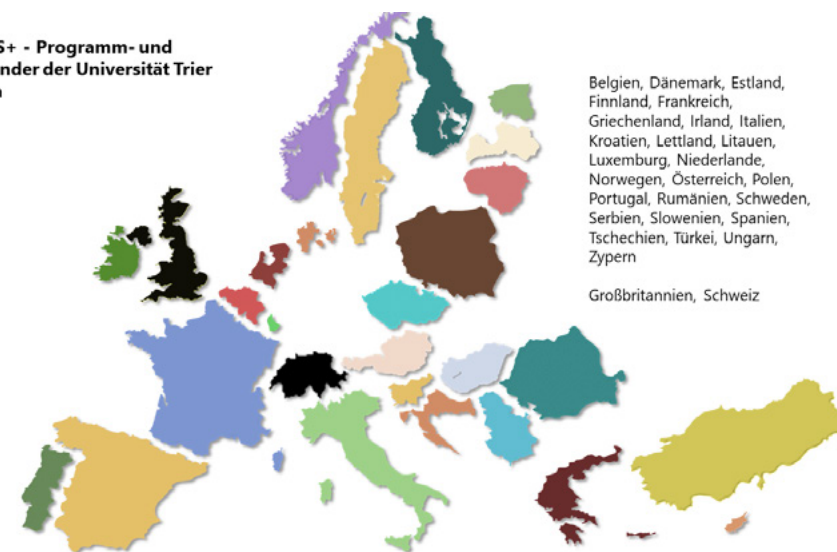 S+ - Programm- und
nder der Universität Trier
Belgien, Dänemark, Estland,
Finnland, Frankreich,
Griechenland, Irland, Italien,
Kroatien, Lettland, Litauen,
Luxemburg, Niederlande,
Norwegen, Österreich, Polen,
Portugal, Rumänien, Schweden,
Serbien, Slowenien, Spanien,
Tschechien, Türkei, Ungarn,
Zypern
Großbritannien, Schweiz